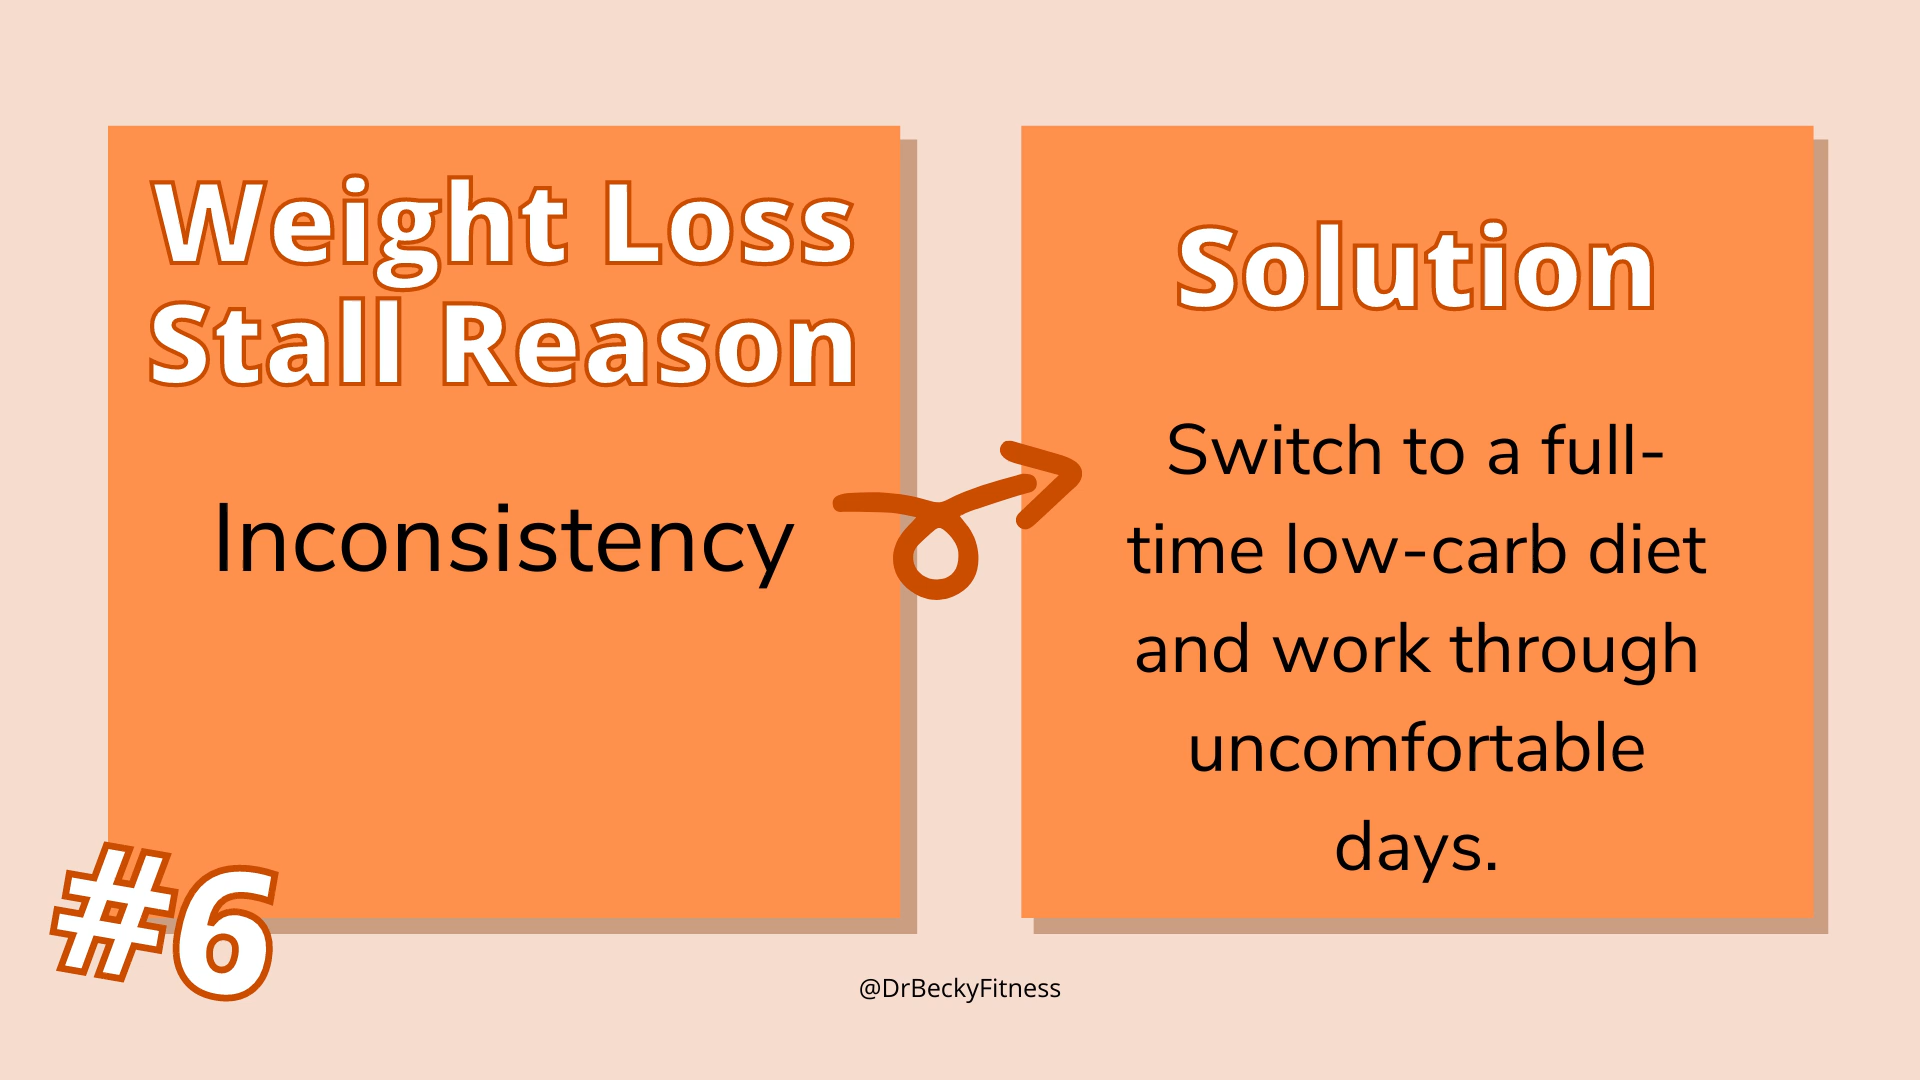 Weight Loss
Stall Reason
Inconsistency
#6
Solution
Switch to a full-
time low-carb diet
and work through
uncomfortable
days.
@DrBeckyFitness